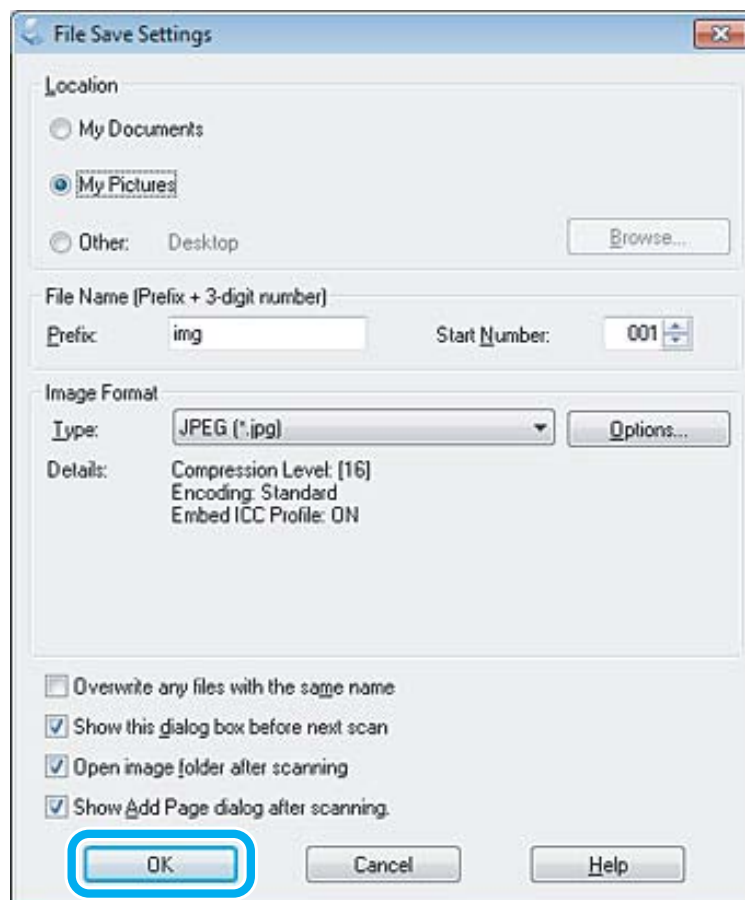 File Save Settings
Location
My Documents
My Pictures
Other: Desktop Browse...
File Name (Prefix + 3-digit number)
Prefix: img Start Number: 001
Image Format
Type: JPEG (*.jpg) Options...
Details: Compression Level: [16]
Encoding: Standard
Embed ICC Profile: ON
Overwrite any files with the same name
Show this dialog box before next scan
Open image folder after scanning
Show Add Page dialog after scanning.
OK Cancel Help